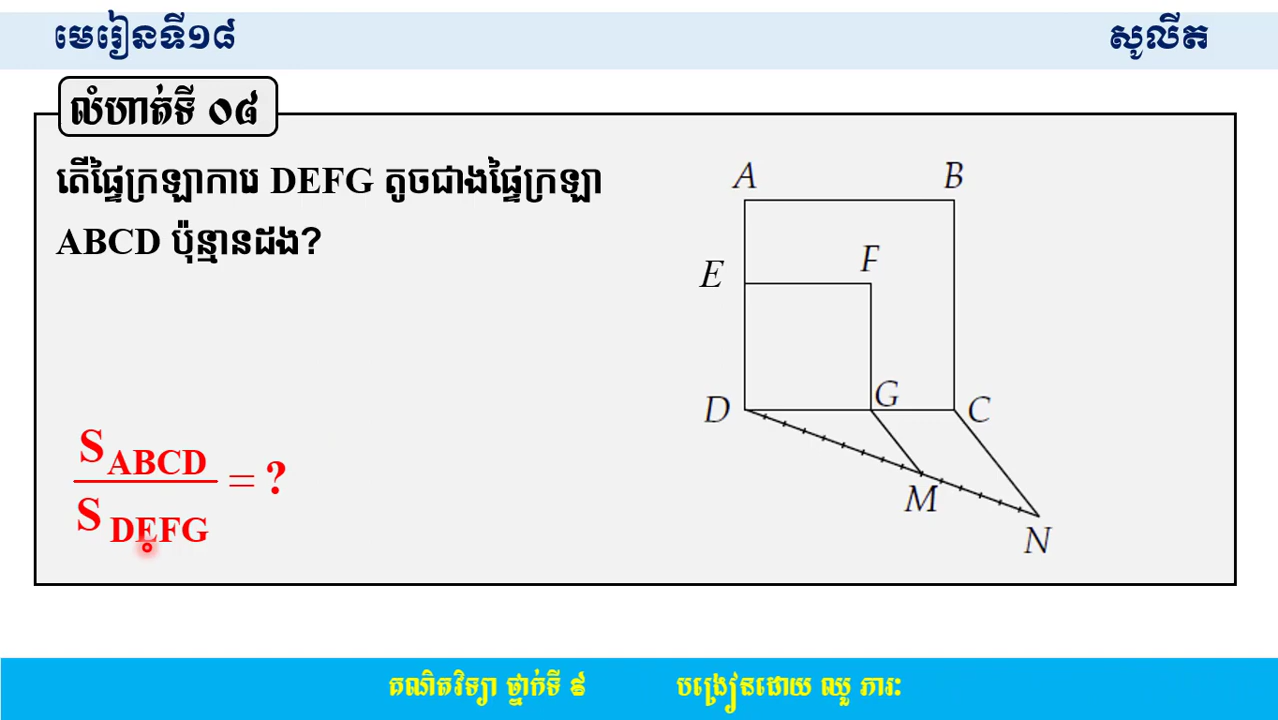 មេរៀនទី១៨
សូលីត
លំហាត់ទី ០៨
តើផ្ទៃក្រឡាការេ DEFG តូចជាងផ្ទៃក្រឡា
ABCD ប៉ុន្មានដង?
A
B
E
F
D
G
C
M
N
S ABCD
= ?
S DEFG
គណិតវិទ្យា ថ្នាក់ទី ៩
បង្រៀនដោយ ឈូ ភារៈ